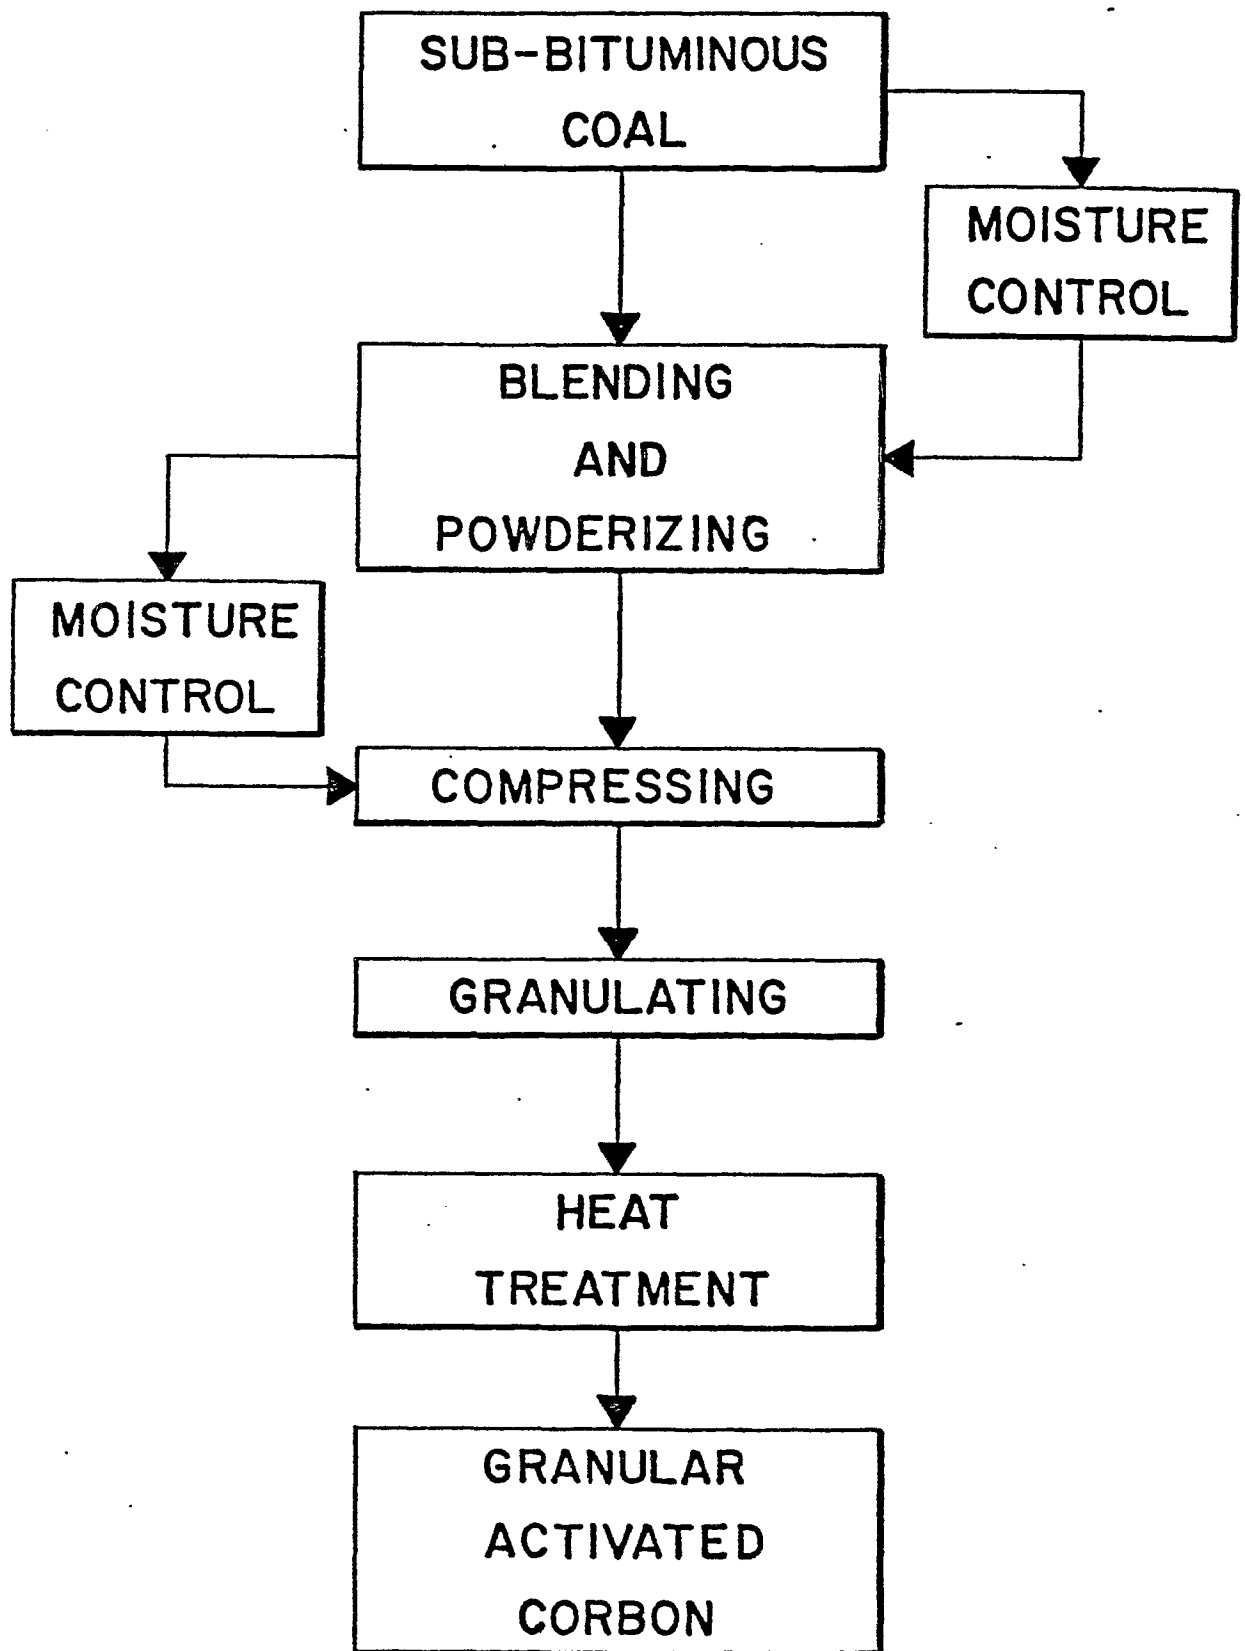 SUB-BITUMINOUS
COAL
MOISTURE
CONTROL
BLENDING
AND
POWDERIZING
MOISTURE
CONTROL
COMPRESSING
GRANULATING
HEAT
TREATMENT
GRANULAR
ACTIVATED
CORBON